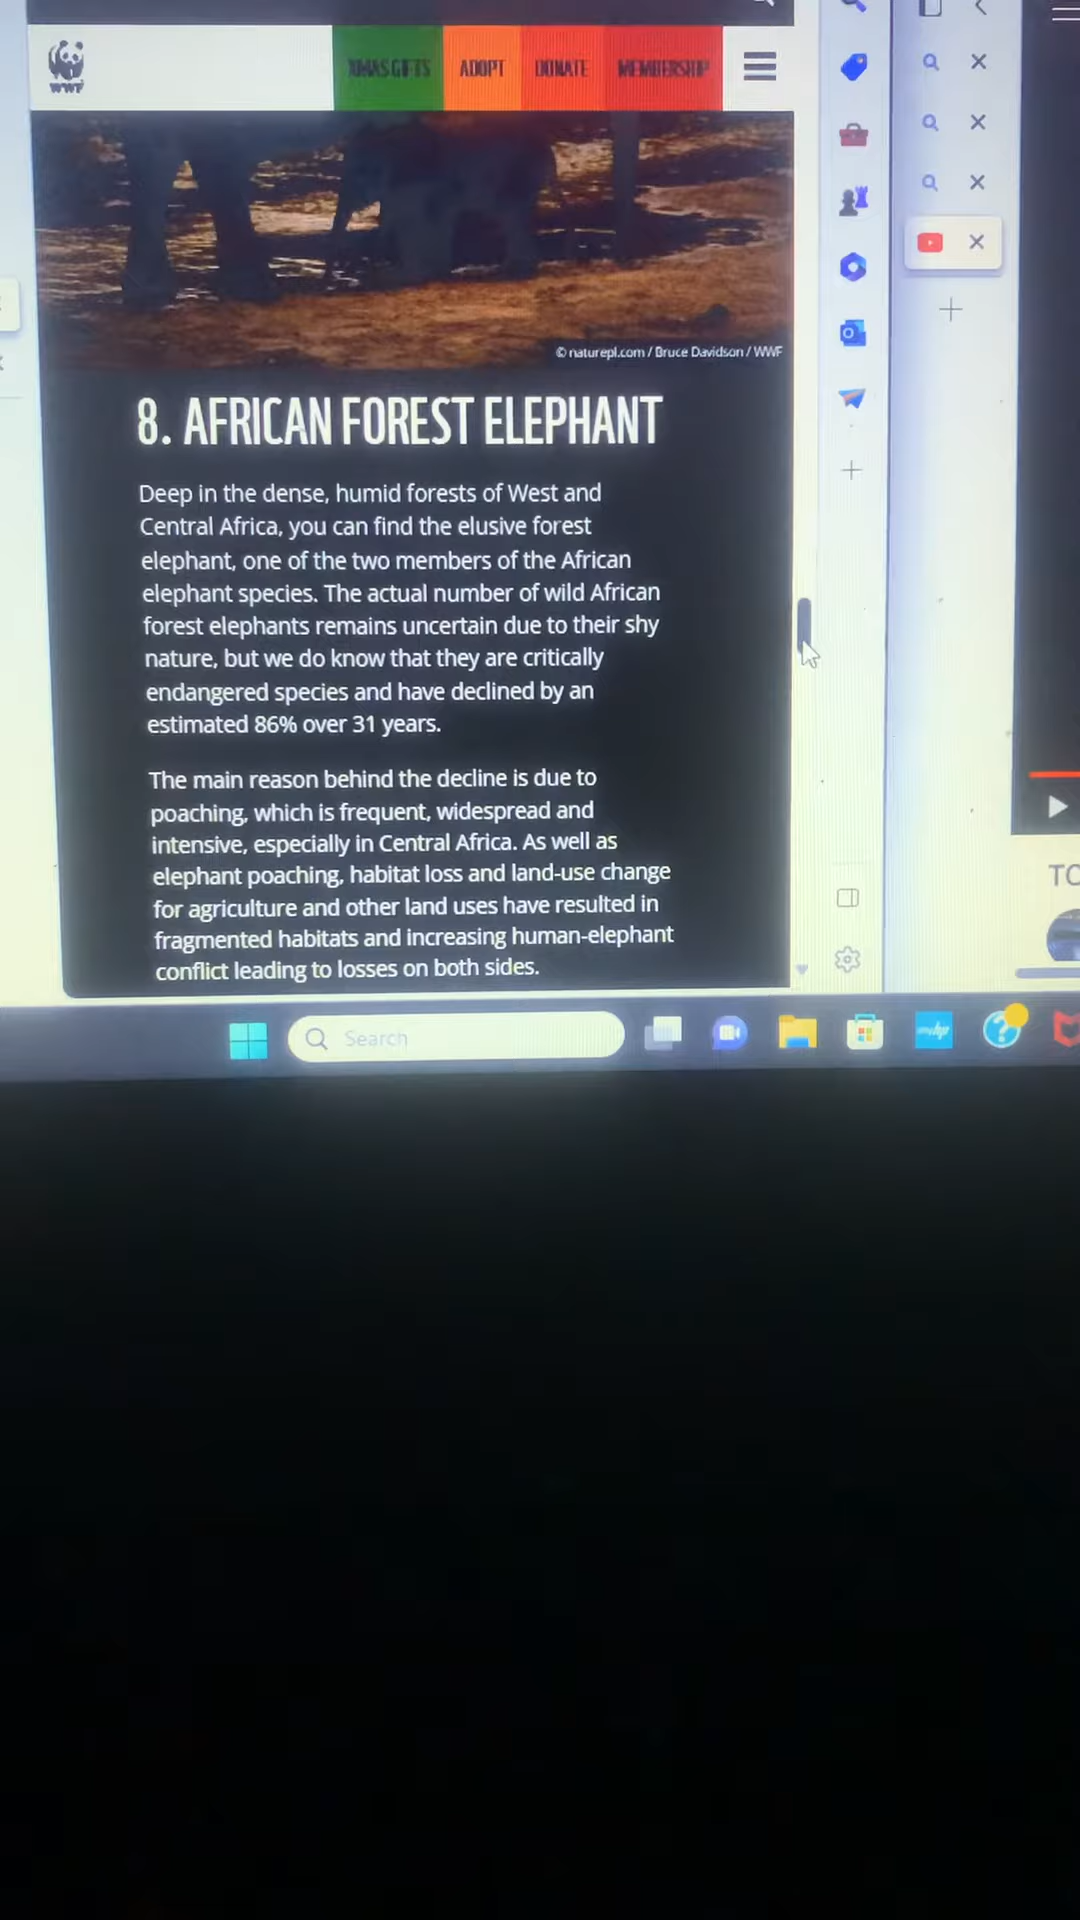 WWF
XMAS GIFTS
ADOPT
DONATE
MEMBERSHIP
© naturepl.com / Bruce Davidson / WWF
8. AFRICAN FOREST ELEPHANT
Deep in the dense, humid forests of West and
Central Africa, you can find the elusive forest
elephant, one of the two members of the African
elephant species. The actual number of wild African
forest elephants remains uncertain due to their shy
nature, but we do know that they are critically
endangered species and have declined by an
estimated 86% over 31 years.
The main reason behind the decline is due to
poaching, which is frequent, widespread and
intensive, especially in Central Africa. As well as
elephant poaching, habitat loss and land-use change
for agriculture and other land uses have resulted in
fragmented habitats and increasing human-elephant
conflict leading to losses on both sides.
TO
Search
myhp